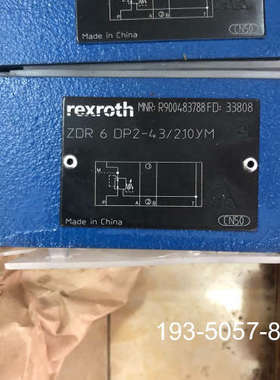 Made in China
CN50
rexroth MNR: R900483788 FD: 33808
ZDR 6 DP2-43/210YM
M
P A B T
Made in China
CN50
193-5057-8